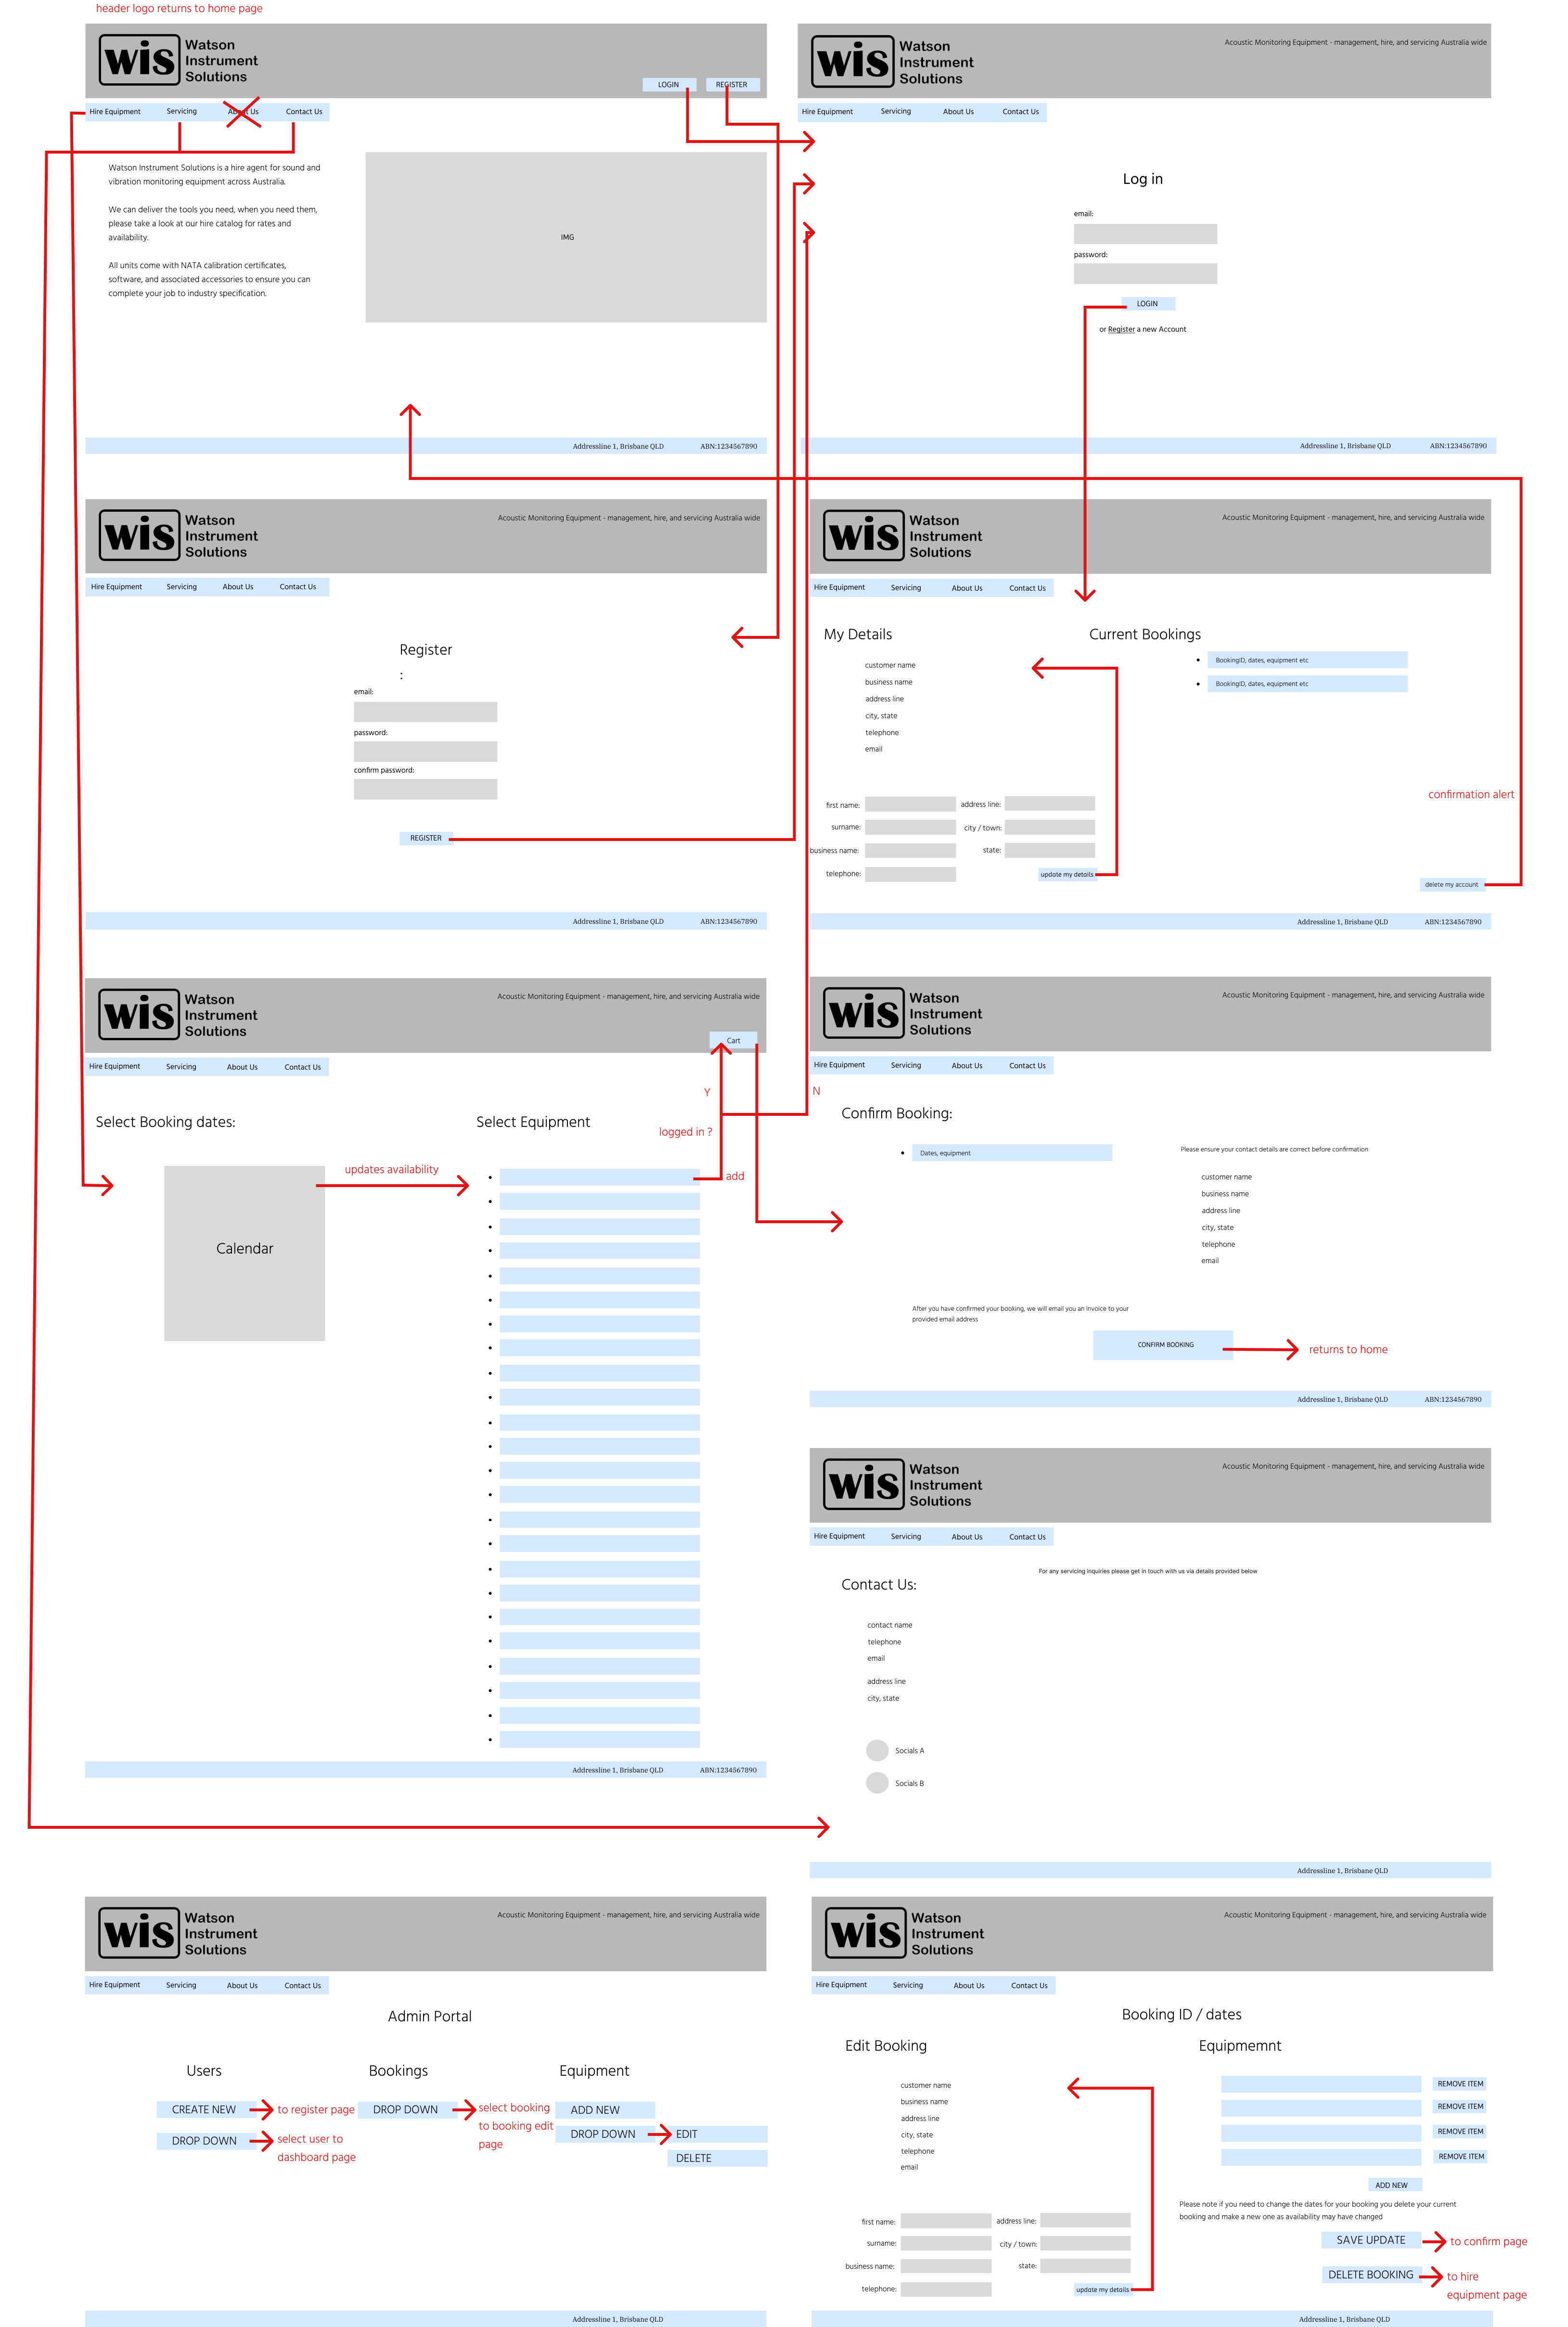 header logo returns to home page
wis Watson
Instrument
Solutions
LOGIN
REGISTER
Hire Equipment
Servicing
About Us
Contact Us
Watson Instrument Solutions is a hire agent for sound and
vibration monitoring equipment across Australia.
We can deliver the tools you need, when you need them,
please take a look at our hire catalog for rates and
availability.
All units come with NATA calibration certificates,
software, and associated accessories to ensure you can
complete your job to industry specification.
IMG
Addressline 1, Brisbane QLD
ABN:1234567890
wis Watson
Instrument
Solutions
Acoustic Monitoring Equipment - management, hire, and servicing Australia wide
Hire Equipment
Servicing
About Us
Contact Us
Log in
email:
password:
LOGIN
or Register a new Account
Addressline 1, Brisbane QLD
ABN:1234567890
wis Watson
Instrument
Solutions
Acoustic Monitoring Equipment - management, hire, and servicing Australia wide
Hire Equipment
Servicing
About Us
Contact Us
Register
:
email:
password:
confirm password:
REGISTER
Addressline 1, Brisbane QLD
ABN:1234567890
wis Watson
Instrument
Solutions
Acoustic Monitoring Equipment - management, hire, and servicing Australia wide
Hire Equipment
Servicing
About Us
Contact Us
My Details
customer name
business name
address line
city, state
telephone
email
Current Bookings
BookingID, dates, equipment etc
BookingID, dates, equipment etc
first name:
surname:
business name:
telephone:
address line:
city / town:
state:
update my details
confirmation alert
delete my account
Addressline 1, Brisbane QLD
ABN:1234567890
wis Watson
Instrument
Solutions
Acoustic Monitoring Equipment - management, hire, and servicing Australia wide
Cart
Hire Equipment
Servicing
About Us
Contact Us
Y
N
logged in ?
add
Select Booking dates:
Calendar
updates availability
Select Equipment
Addressline 1, Brisbane QLD
ABN:1234567890
wis Watson
Instrument
Solutions
Acoustic Monitoring Equipment - management, hire, and servicing Australia wide
Hire Equipment
Servicing
About Us
Contact Us
Confirm Booking:
Dates, equipment
Please ensure your contact details are correct before confirmation
customer name
business name
address line
city, state
telephone
email
After you have confirmed your booking, we will email you an invoice to your
provided email address
CONFIRM BOOKING
returns to home
Addressline 1, Brisbane QLD
ABN:1234567890
wis Watson
Instrument
Solutions
Acoustic Monitoring Equipment - management, hire, and servicing Australia wide
Hire Equipment
Servicing
About Us
Contact Us
For any servicing inquiries please get in touch with us via details provided below
Contact Us:
contact name
telephone
email
address line
city, state
Socials A
Socials B
Addressline 1, Brisbane QLD
wis Watson
Instrument
Solutions
Acoustic Monitoring Equipment - management, hire, and servicing Australia wide
Hire Equipment
Servicing
About Us
Contact Us
Admin Portal
Users
CREATE NEW
to register page
DROP DOWN
select user to
dashboard page
Bookings
DROP DOWN
select booking
to booking edit
page
Equipment
ADD NEW
DROP DOWN
EDIT
DELETE
Addressline 1, Brisbane QLD
wis Watson
Instrument
Solutions
Acoustic Monitoring Equipment - management, hire, and servicing Australia wide
Hire Equipment
Servicing
About Us
Contact Us
Booking ID / dates
Edit Booking
customer name
business name
address line
city, state
telephone
email
first name:
surname:
business name:
telephone:
address line:
city / town:
state:
update my details
Equipmemnt
REMOVE ITEM
REMOVE ITEM
REMOVE ITEM
REMOVE ITEM
ADD NEW
Please note if you need to change the dates for your booking you delete your current
booking and make a new one as availability may have changed
SAVE UPDATE
to confirm page
DELETE BOOKING
to hire
equipment page
Addressline 1, Brisbane QLD